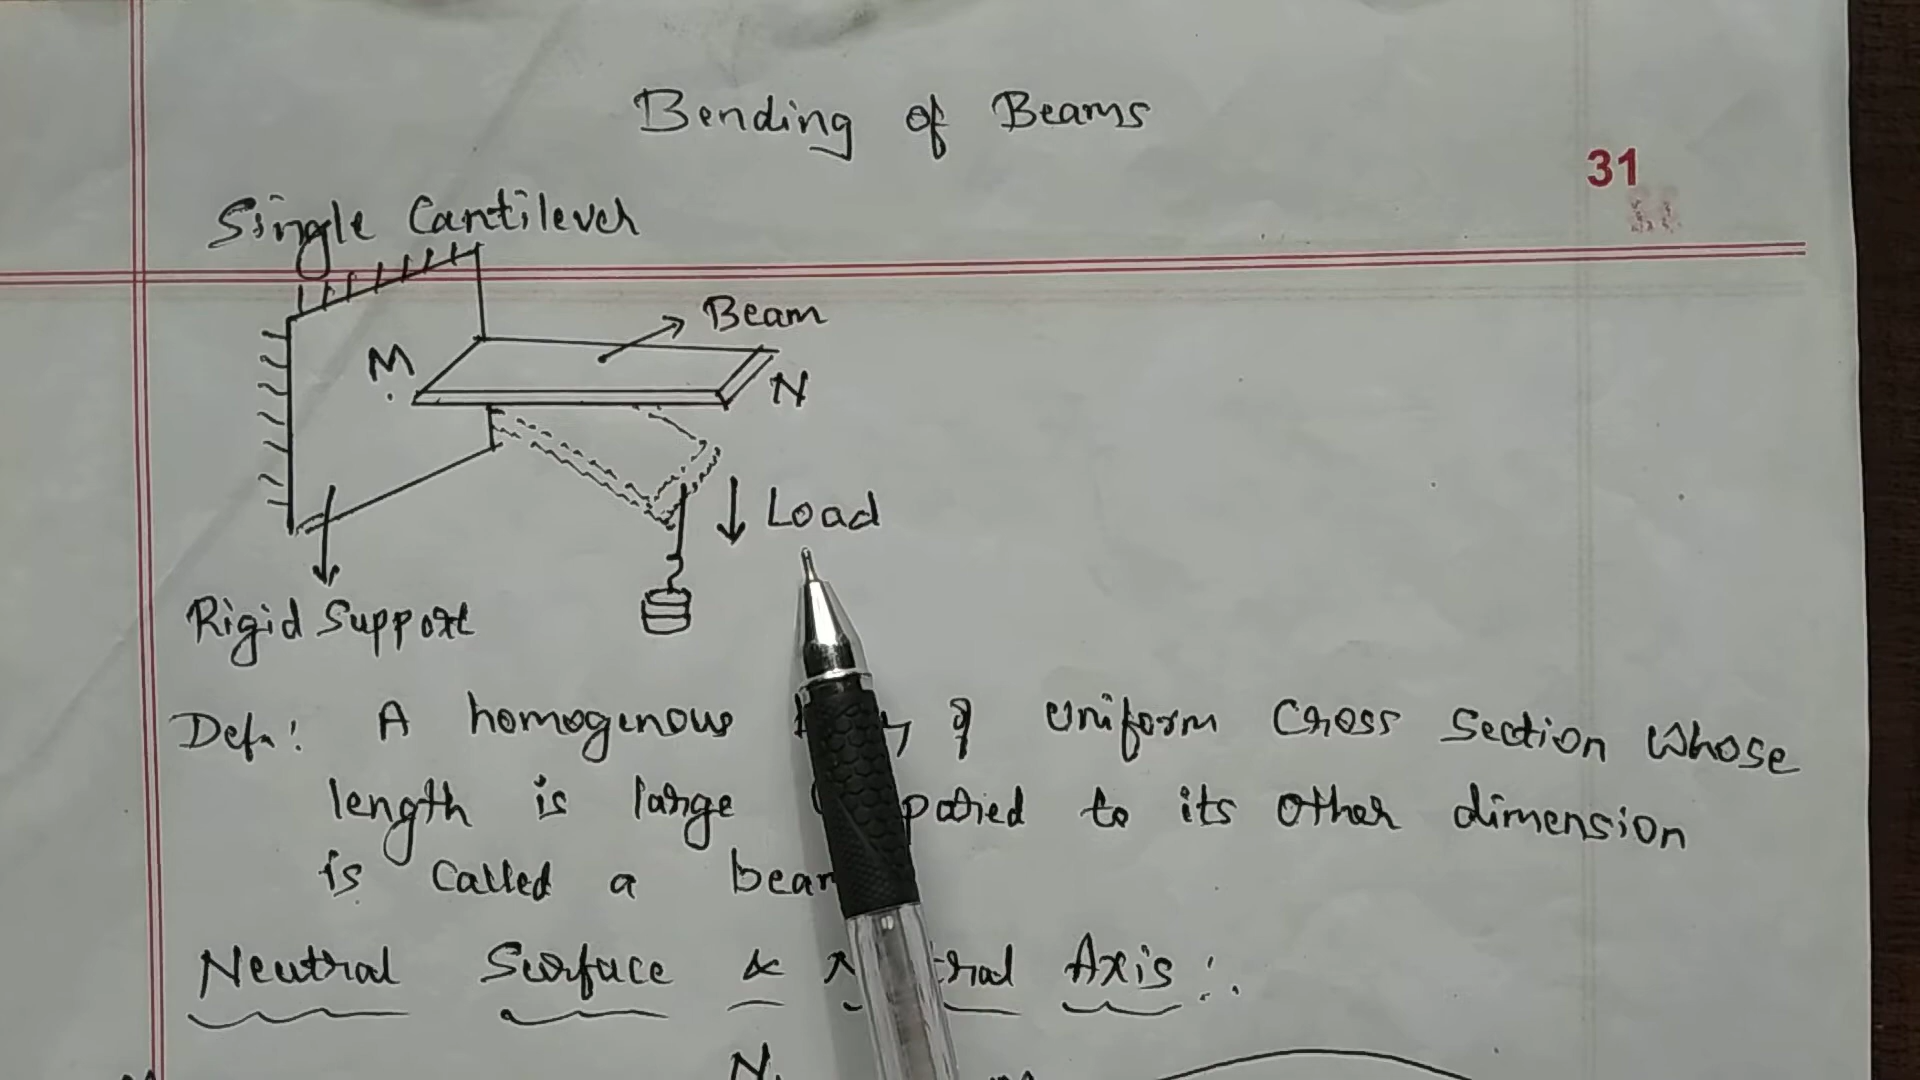 Bending of Beams
31
Single Cantilever
Beam
M
N
Load
Rigid Support
Defn: A homogenous of uniform Cross Section whose
length is large to its other dimension
is called a
Neutral Surface & Axis:
N